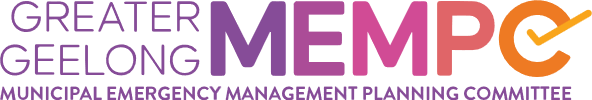 GREATER
GEELONG
MEMPC
MUNICIPAL EMERGENCY MANAGEMENT PLANNING COMMITTEE